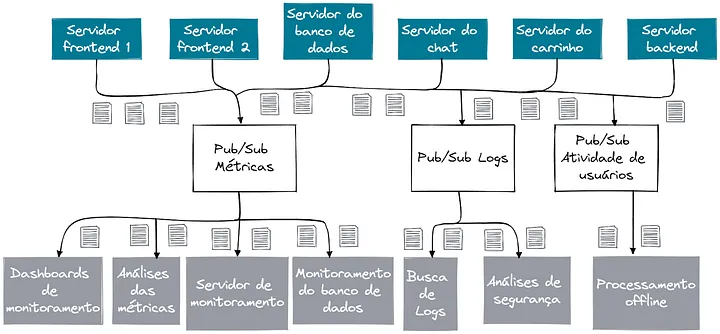 Servidor
frontend 1
Servidor
frontend 2
Servidor do
banco de
dados
Servidor
do chat
Servidor
do carrinho
Servidor
backend
Pub/Sub
Métricas
Pub/Sub Logs
Pub/Sub
Atividade de
usuários
Dashboards
de
monitoramento
Análises
das
métricas
Servidor de
monitoramento
Monitoramento
do banco de
dados
Busca
de
Logs
Análises de
segurança
Processamento
offline